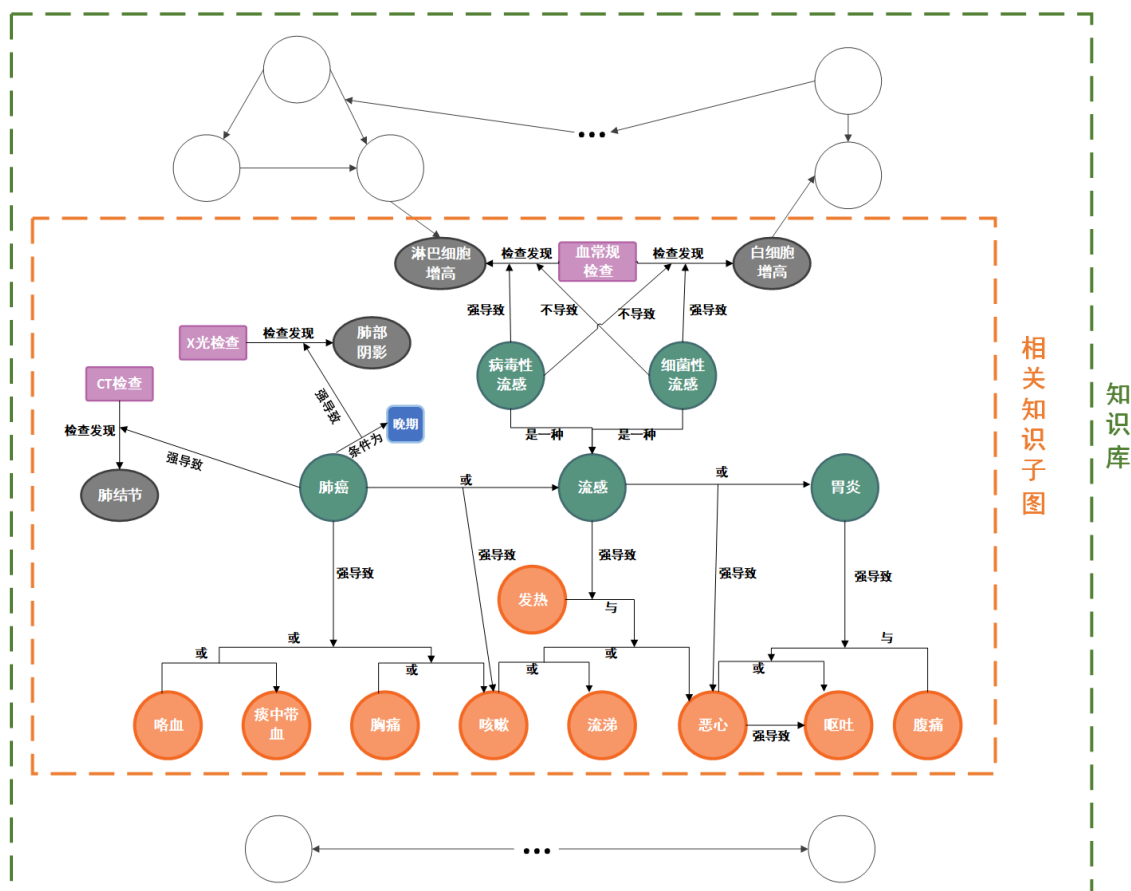 淋巴细胞
增高
检查发现
血常规
检查
检查发现
白细胞
增高
强导致
不导致
不导致
强导致
X光检查
检查发现
肺部
阴影
病毒性
流感
细菌性
流感
CT检查
强导致
条件为
晚期
检查发现
强导致
是一种
是一种
肺结节
肺癌
或
流感
或
胃炎
强导致
强导致
强导致
强导致
强导致
发热
与
或
或
或
或
或
或
与
或
咯血
痰中带
血
胸痛
咳嗽
流涕
恶心
强导致
呕吐
腹痛
相关知识子图
知识库
...
...